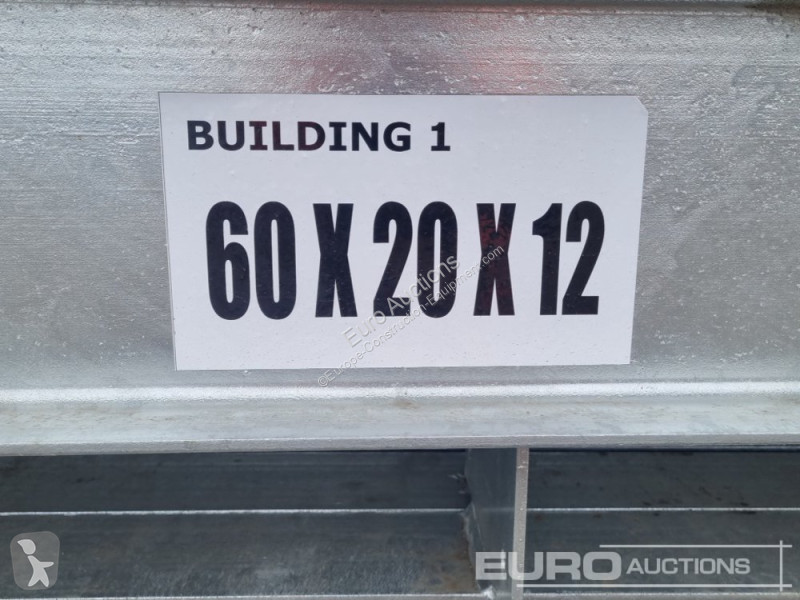 BUILDING 1
60 X 20 X 12
Euro Auctions
©Europe-Construction-Equipment.com
EURO AUCTIONS